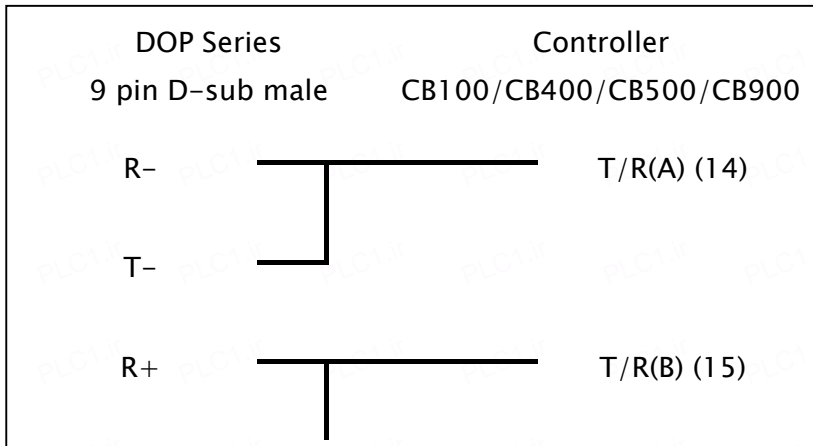 DOP Series Controller
9 pin D-sub male CB100/CB400/CB500/CB900
R- T/R(A) (14)
T-
R+ T/R(B) (15)